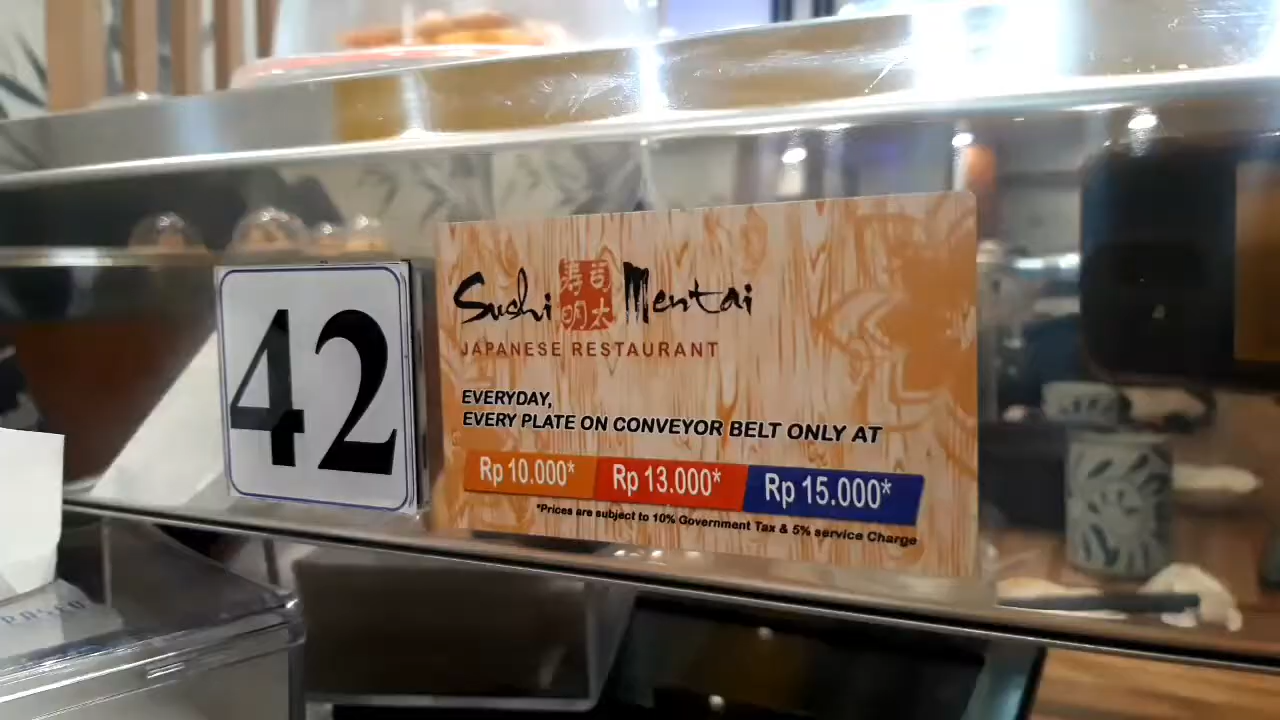 42
Sushi 寿司明太 Mentai
JAPANESE RESTAURANT
EVERYDAY,
EVERY PLATE ON CONVEYOR BELT ONLY AT
Rp 10.000* Rp 13.000* Rp 15.000*
*Prices are subject to 10% Government Tax & 5% service Charge